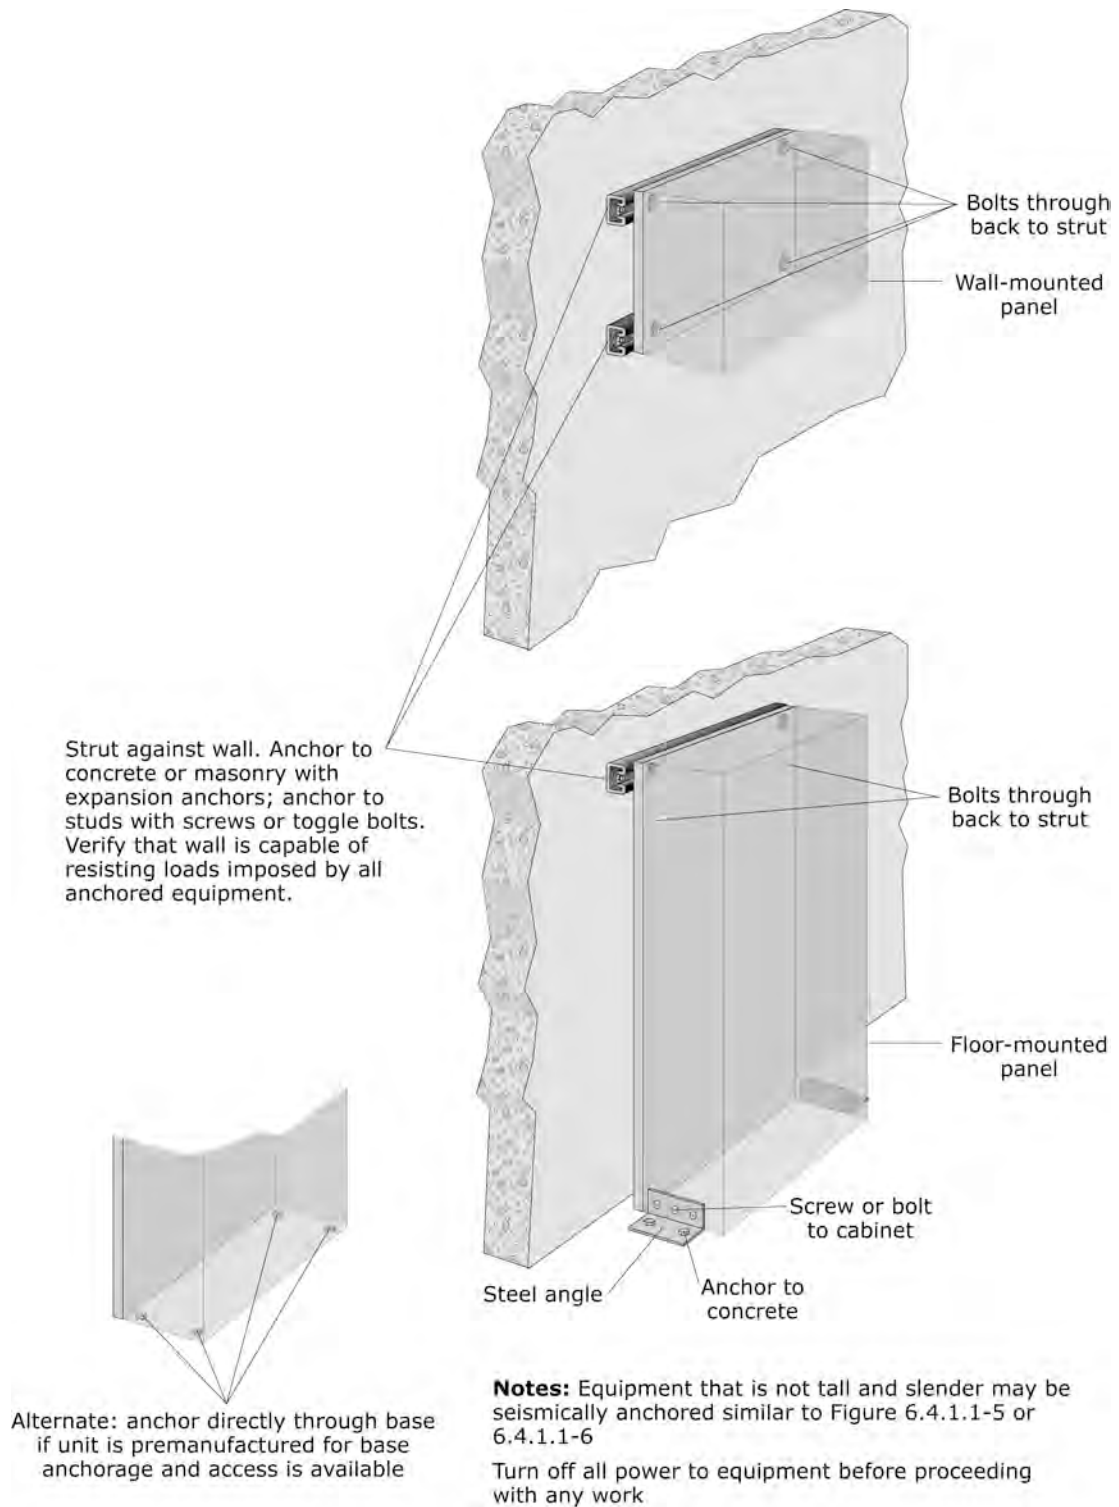 Bolts through
back to strut
Wall-mounted
panel
Strut against wall. Anchor to
concrete or masonry with
expansion anchors; anchor to
studs with screws or toggle bolts.
Verify that wall is capable of
resisting loads imposed by all
anchored equipment.
Bolts through
back to strut
Floor-mounted
panel
Screw or bolt
to cabinet
Steel angle
Anchor to
concrete
Alternate: anchor directly through base
if unit is premanufactured for base
anchorage and access is available
Notes: Equipment that is not tall and slender may be
seismically anchored similar to Figure 6.4.1.1-5 or
6.4.1.1-6
Turn off all power to equipment before proceeding
with any work